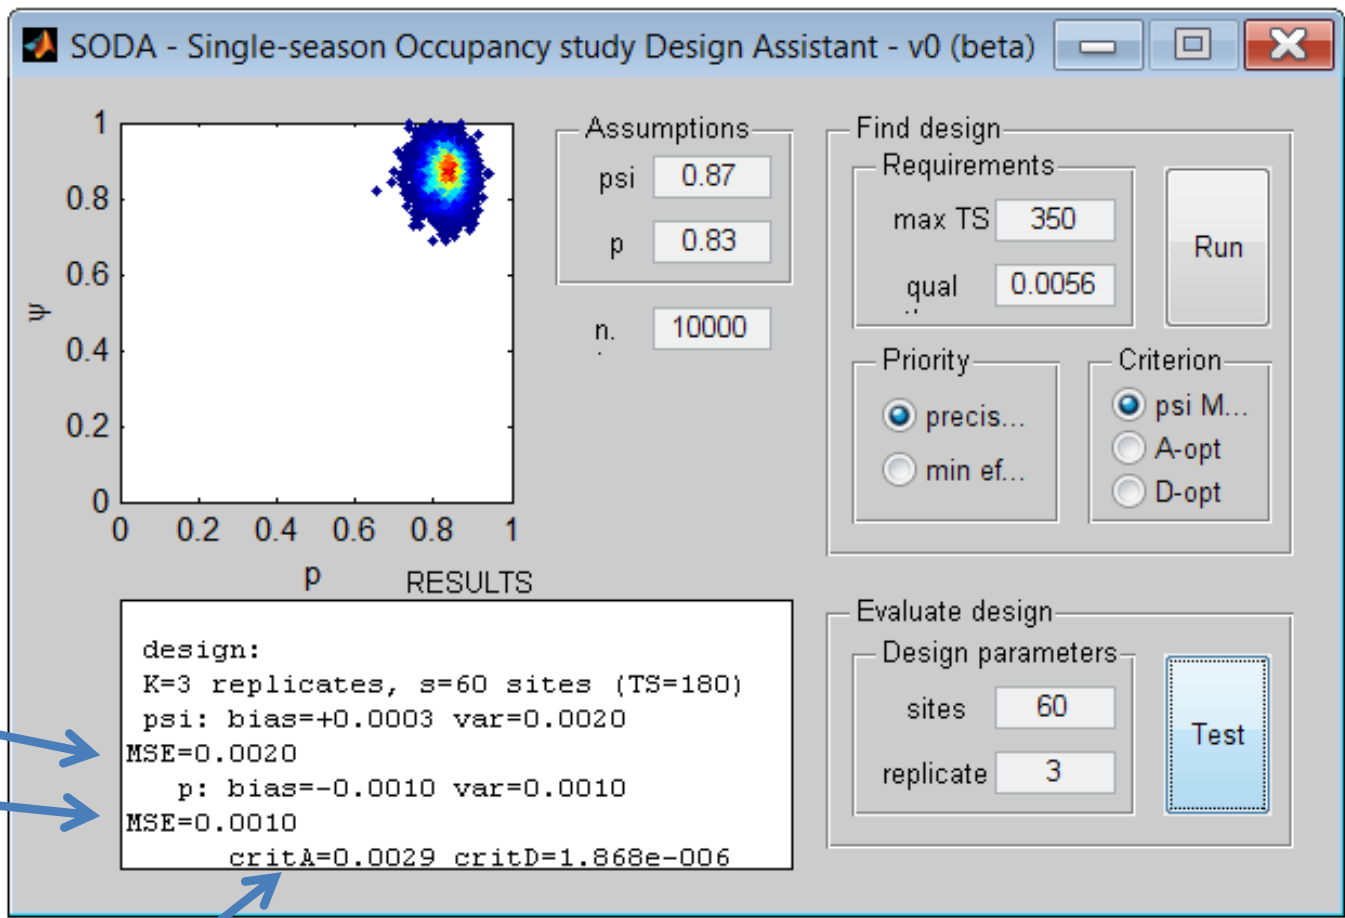 SODA - Single-season Occupancy study Design Assistant - v0 (beta)
1
0.8
0.6
0.4
0.2
0
ψ
0 0.2 0.4 0.6 0.8 1
p
Assumptions
psi 0.87
p 0.83
n. 10000
Find design
Requirements
max TS 350
qual 0.0056
Run
Priority
precis...
min ef...
Criterion
psi M...
A-opt
D-opt
RESULTS
design:
K=3 replicates, s=60 sites (TS=180)
psi: bias=+0.0003 var=0.0020
MSE=0.0020
p: bias=-0.0010 var=0.0010
MSE=0.0010
critA=0.0029 critD=1.868e-006
Evaluate design
Design parameters
sites 60
replicate 3
Test